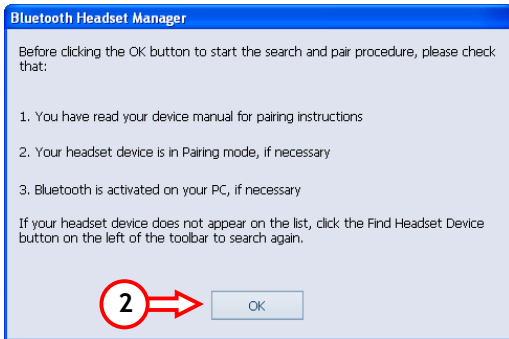 Bluetooth Headset Manager
Before clicking the OK button to start the search and pair procedure, please check
that:
1. You have read your device manual for pairing instructions
2. Your headset device is in Pairing mode, if necessary
3. Bluetooth is activated on your PC, if necessary
If your headset device does not appear on the list, click the Find Headset Device
button on the left of the toolbar to search again.
2
OK